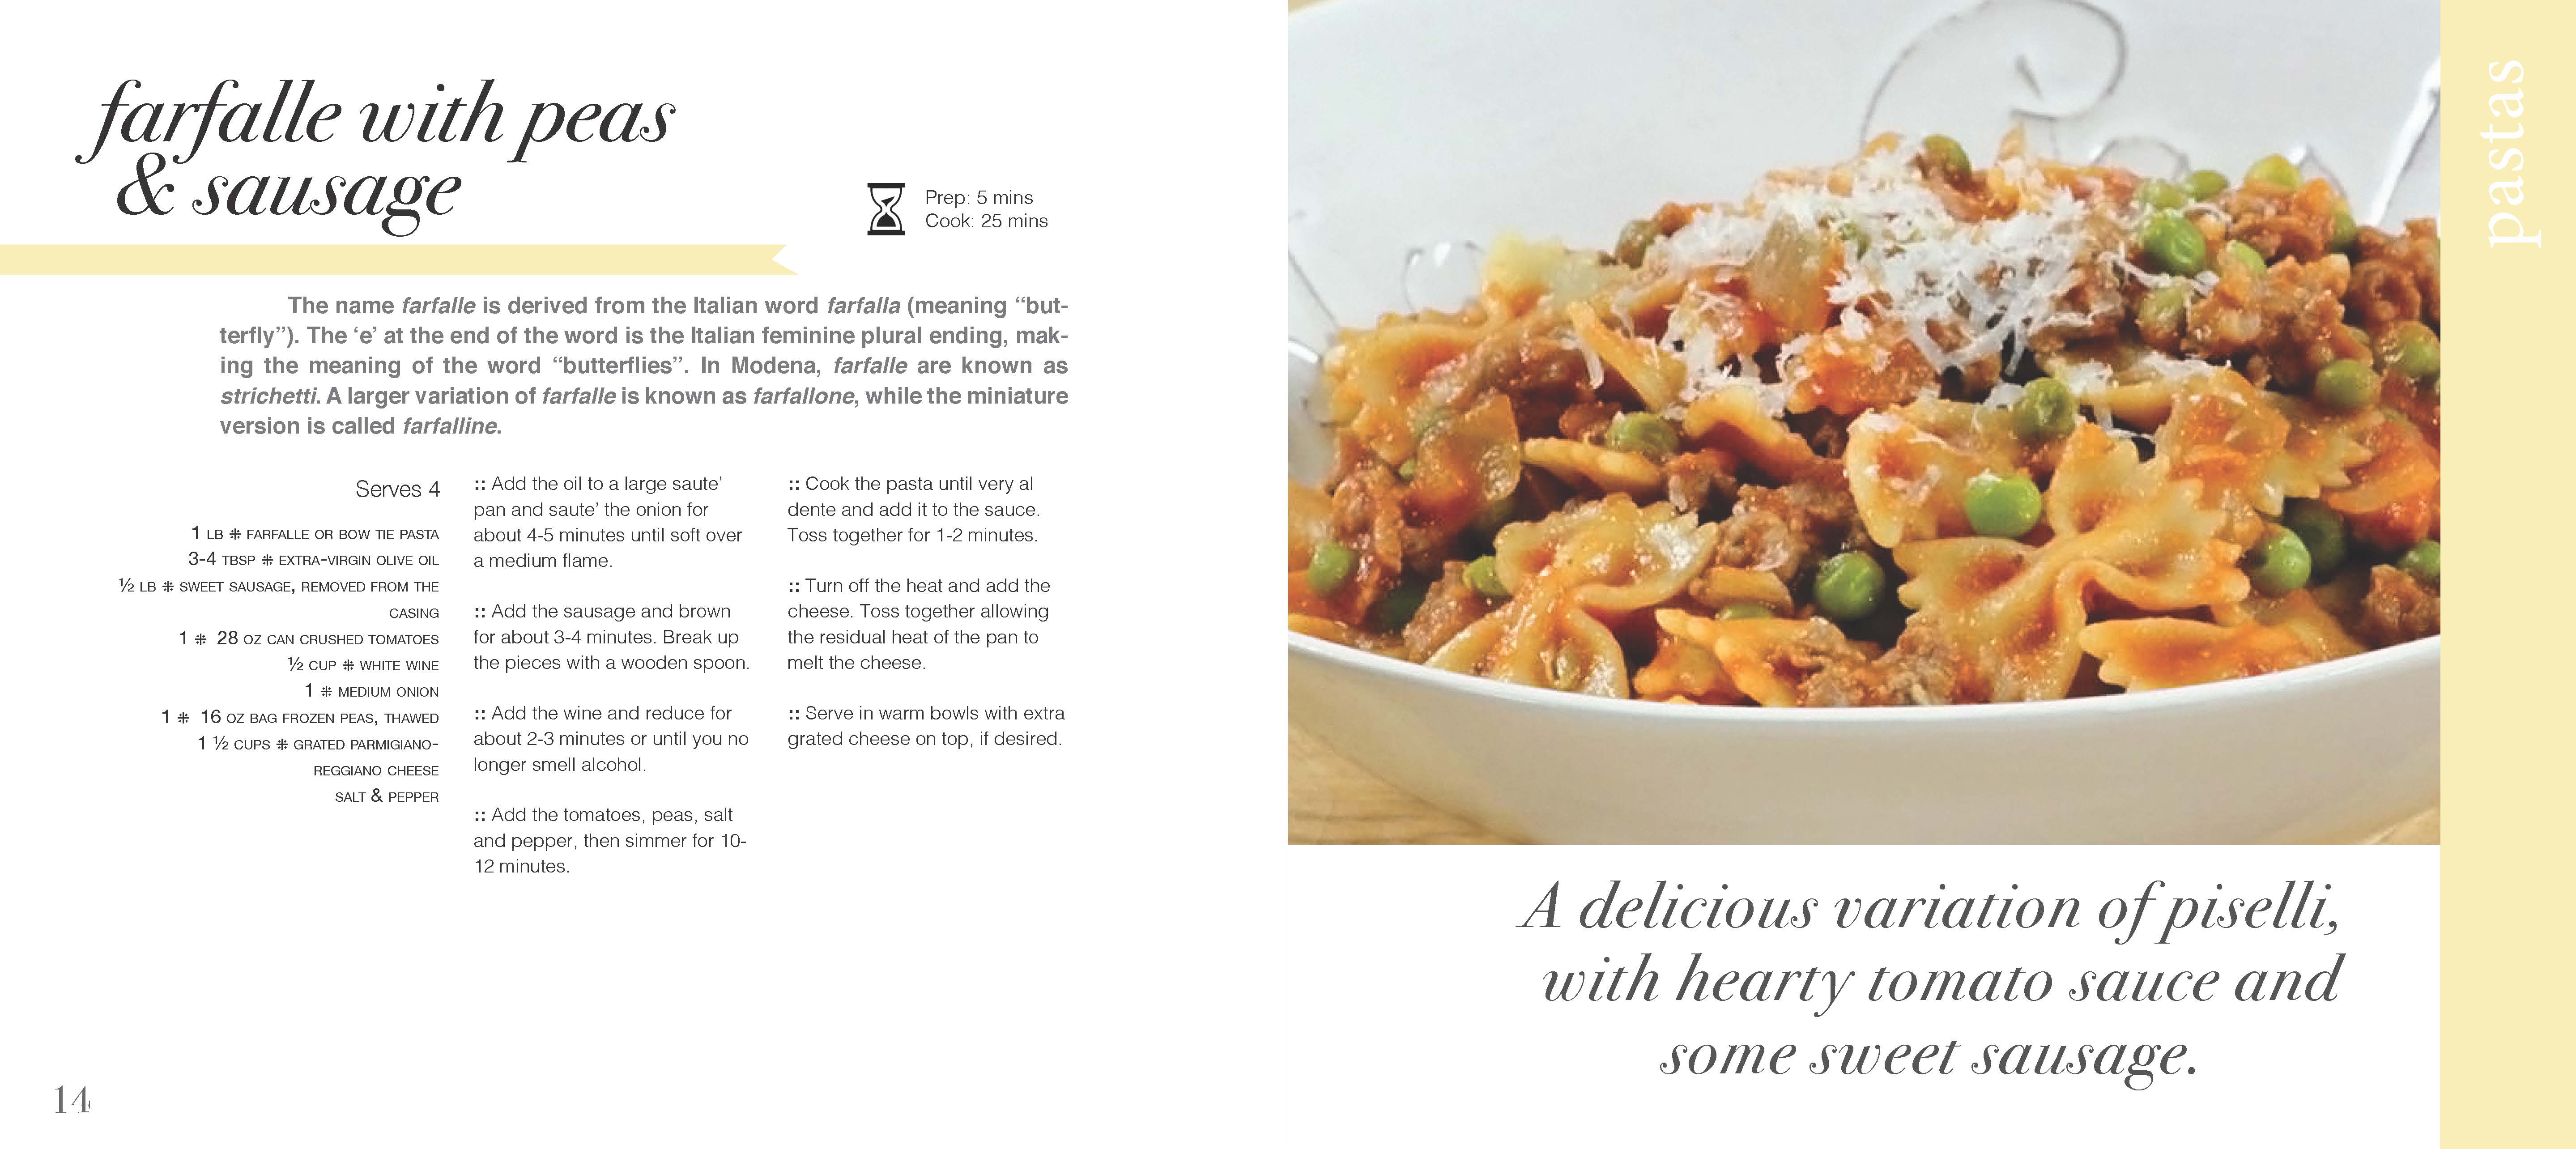 farfalle with peas
& sausage
Prep: 5 mins
Cook: 25 mins
The name farfalle is derived from the Italian word farfalla (meaning “but-
terfly”). The ‘e’ at the end of the word is the Italian feminine plural ending, mak-
ing the meaning of the word “butterflies”. In Modena, farfalle are known as
strichetti. A larger variation of farfalle is known as farfallone, while the miniature
version is called farfalline.
Serves 4
1 LB ⁜ FARFALLE OR BOW TIE PASTA
3-4 TBSP ⁜ EXTRA-VIRGIN OLIVE OIL
½ LB ⁜ SWEET SAUSAGE, REMOVED FROM THE
CASING
1 ⁜ 28 OZ CAN CRUSHED TOMATOES
½ CUP ⁜ WHITE WINE
1 ⁜ MEDIUM ONION
1 ⁜ 16 OZ BAG FROZEN PEAS, THAWED
1 ½ CUPS ⁜ GRATED PARMIGIANO-
REGGIANO CHEESE
SALT & PEPPER
:: Add the oil to a large saute’
pan and saute’ the onion for
about 4-5 minutes until soft over
a medium flame.
:: Add the sausage and brown
for about 3-4 minutes. Break up
the pieces with a wooden spoon.
:: Add the wine and reduce for
about 2-3 minutes or until you no
longer smell alcohol.
:: Add the tomatoes, peas, salt
and pepper, then simmer for 10-
12 minutes.
:: Cook the pasta until very al
dente and add it to the sauce.
Toss together for 1-2 minutes.
:: Turn off the heat and add the
cheese. Toss together allowing
the residual heat of the pan to
melt the cheese.
:: Serve in warm bowls with extra
grated cheese on top, if desired.
14
pastas
A delicious variation of piselli,
with hearty tomato sauce and
some sweet sausage.